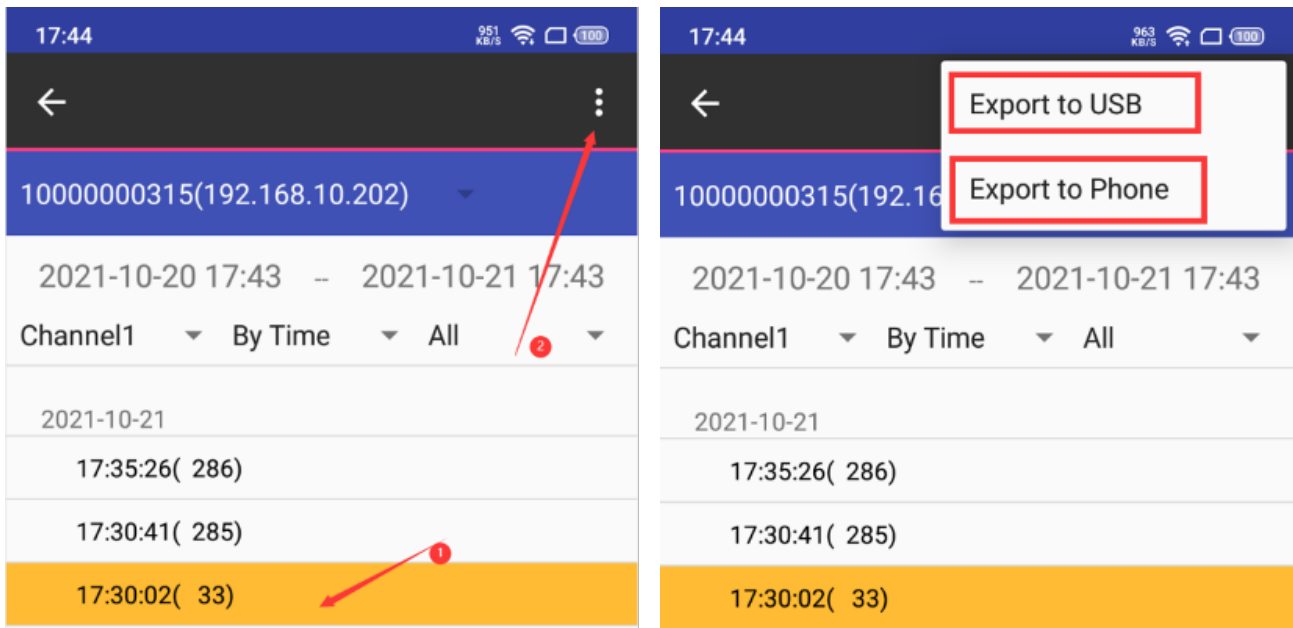 17:44
951 KB/S
100
10000000315(192.168.10.202)
2021-10-20 17:43 -- 2021-10-21 17:43
Channel1 By Time All
2
2021-10-21
17:35:26( 286)
17:30:41( 285)
1
17:30:02( 33)
17:44
963 KB/S
100
Export to USB
Export to Phone
10000000315(192.16
2021-10-20 17:43 -- 2021-10-21 17:43
Channel1 By Time All
2021-10-21
17:35:26( 286)
17:30:41( 285)
17:30:02( 33)